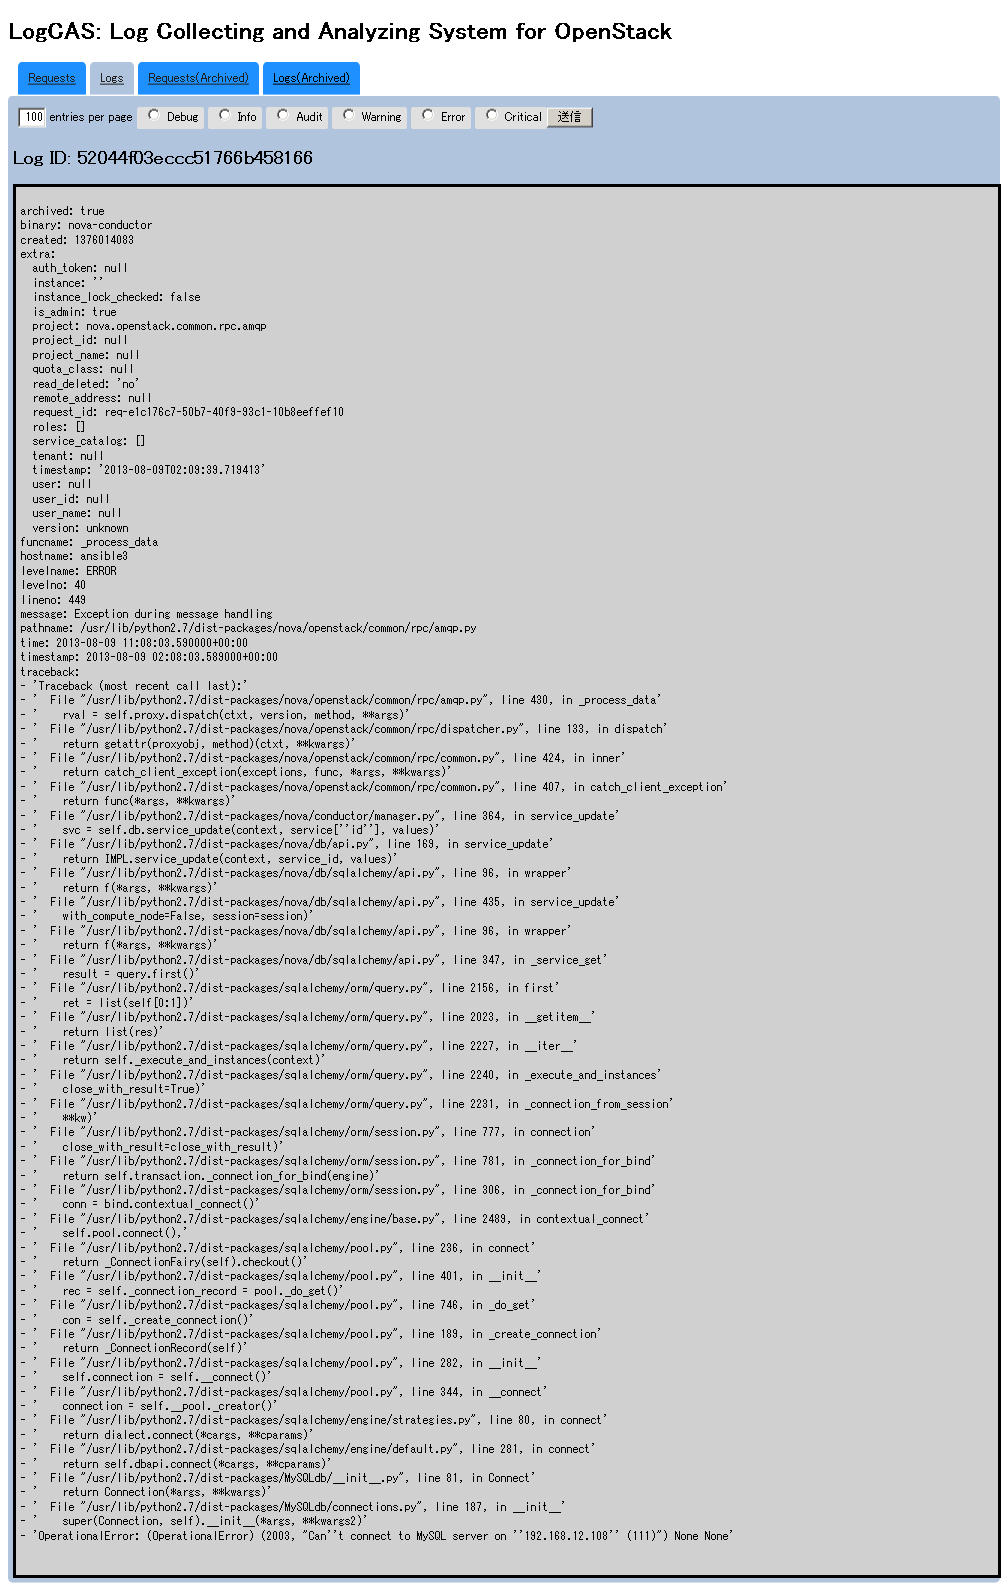 LogCAS: Log Collecting and Analyzing System for OpenStack
Requests Logs Requests(Archived) Logs(Archived)
100 entries per page Debug Info Audit Warning Error Critical 送信
Log ID: 52044f03eccc51766b458166
archived: true
binary: nova-conductor
created: 1376014083
extra:
  auth_token: null
  instance: ''
  instance_lock_checked: false
  is_admin: true
  project: nova.openstack.common.rpc.amqp
  project_id: null
  project_name: null
  quota_class: null
  read_deleted: 'no'
  remote_address: null
  request_id: req-e1c176c7-50b7-40f9-93c1-10b8eeffef10
  roles: []
  service_catalog: []
  tenant: null
  timestamp: '2013-08-09T02:09:39.719413'
  user: null
  user_id: null
  user_name: null
  version: unknown
funcname: _process_data
hostname: ansible3
levelname: ERROR
levelno: 40
lineno: 449
message: Exception during message handling
pathname: /usr/lib/python2.7/dist-packages/nova/openstack/common/rpc/amqp.py
time: 2013-08-09 11:08:03.590000+00:00
timestamp: 2013-08-09 02:08:03.589000+00:00
traceback:
- 'Traceback (most recent call last):'
- '  File "/usr/lib/python2.7/dist-packages/nova/openstack/common/rpc/amqp.py", line 430, in _process_data'
- '    rval = self.proxy.dispatch(ctxt, version, method, **args)'
- '  File "/usr/lib/python2.7/dist-packages/nova/openstack/common/rpc/dispatcher.py", line 133, in dispatch'
- '    return getattr(proxyobj, method)(ctxt, **kwargs)'
- '  File "/usr/lib/python2.7/dist-packages/nova/openstack/common/rpc/common.py", line 424, in inner'
- '    return catch_client_exception(exceptions, func, *args, **kwargs)'
- '  File "/usr/lib/python2.7/dist-packages/nova/openstack/common/rpc/common.py", line 407, in catch_client_exception'
- '    return func(*args, **kwargs)'
- '  File "/usr/lib/python2.7/dist-packages/nova/conductor/manager.py", line 364, in service_update'
- '    svc = self.db.service_update(context, service[''id''], values)'
- '  File "/usr/lib/python2.7/dist-packages/nova/db/api.py", line 169, in service_update'
- '    return IMPL.service_update(context, service_id, values)'
- '  File "/usr/lib/python2.7/dist-packages/nova/db/sqlalchemy/api.py", line 96, in wrapper'
- '    return f(*args, **kwargs)'
- '  File "/usr/lib/python2.7/dist-packages/nova/db/sqlalchemy/api.py", line 435, in service_update'
- '    with_compute_node=False, session=session)'
- '  File "/usr/lib/python2.7/dist-packages/nova/db/sqlalchemy/api.py", line 96, in wrapper'
- '    return f(*args, **kwargs)'
- '  File "/usr/lib/python2.7/dist-packages/nova/db/sqlalchemy/api.py", line 347, in _service_get'
- '    result = query.first()'
- '  File "/usr/lib/python2.7/dist-packages/sqlalchemy/orm/query.py", line 2156, in first'
- '    ret = list(self[0:1])'
- '  File "/usr/lib/python2.7/dist-packages/sqlalchemy/orm/query.py", line 2023, in __getitem__'
- '    return list(res)'
- '  File "/usr/lib/python2.7/dist-packages/sqlalchemy/orm/query.py", line 2227, in __iter__'
- '    return self._execute_and_instances(context)'
- '  File "/usr/lib/python2.7/dist-packages/sqlalchemy/orm/query.py", line 2240, in _execute_and_instances'
- '    close_with_result=True)'
- '  File "/usr/lib/python2.7/dist-packages/sqlalchemy/orm/query.py", line 2231, in _connection_from_session'
- '    **kw)'
- '  File "/usr/lib/python2.7/dist-packages/sqlalchemy/orm/session.py", line 777, in connection'
- '    close_with_result=close_with_result)'
- '  File "/usr/lib/python2.7/dist-packages/sqlalchemy/orm/session.py", line 781, in _connection_for_bind'
- '    return self.transaction._connection_for_bind(engine)'
- '  File "/usr/lib/python2.7/dist-packages/sqlalchemy/orm/session.py", line 306, in _connection_for_bind'
- '    conn = bind.contextual_connect()'
- '  File "/usr/lib/python2.7/dist-packages/sqlalchemy/engine/base.py", line 2489, in contextual_connect'
- '    self.pool.connect(),'
- '  File "/usr/lib/python2.7/dist-packages/sqlalchemy/pool.py", line 236, in connect'
- '    return _ConnectionFairy(self).checkout()'
- '  File "/usr/lib/python2.7/dist-packages/sqlalchemy/pool.py", line 401, in __init__'
- '    rec = self._connection_record = pool._do_get()'
- '  File "/usr/lib/python2.7/dist-packages/sqlalchemy/pool.py", line 746, in _do_get'
- '    con = self._create_connection()'
- '  File "/usr/lib/python2.7/dist-packages/sqlalchemy/pool.py", line 189, in _create_connection'
- '    return _ConnectionRecord(self)'
- '  File "/usr/lib/python2.7/dist-packages/sqlalchemy/pool.py", line 282, in __init__'
- '    self.connection = self.__connect()'
- '  File "/usr/lib/python2.7/dist-packages/sqlalchemy/pool.py", line 344, in __connect'
- '    connection = self.__pool._creator()'
- '  File "/usr/lib/python2.7/dist-packages/sqlalchemy/engine/strategies.py", line 80, in connect'
- '    return dialect.connect(*cargs, **cparams)'
- '  File "/usr/lib/python2.7/dist-packages/sqlalchemy/engine/default.py", line 281, in connect'
- '    return self.dbapi.connect(*cargs, **cparams)'
- '  File "/usr/lib/python2.7/dist-packages/MySQLdb/__init__.py", line 81, in Connect'
- '    return Connection(*args, **kwargs)'
- '  File "/usr/lib/python2.7/dist-packages/MySQLdb/connections.py", line 187, in __init__'
- '    super(Connection, self).__init__(*args, **kwargs2)'
- 'OperationalError: (OperationalError) (2003, "Can''t connect to MySQL server on ''192.168.12.108'' (111)") None None'